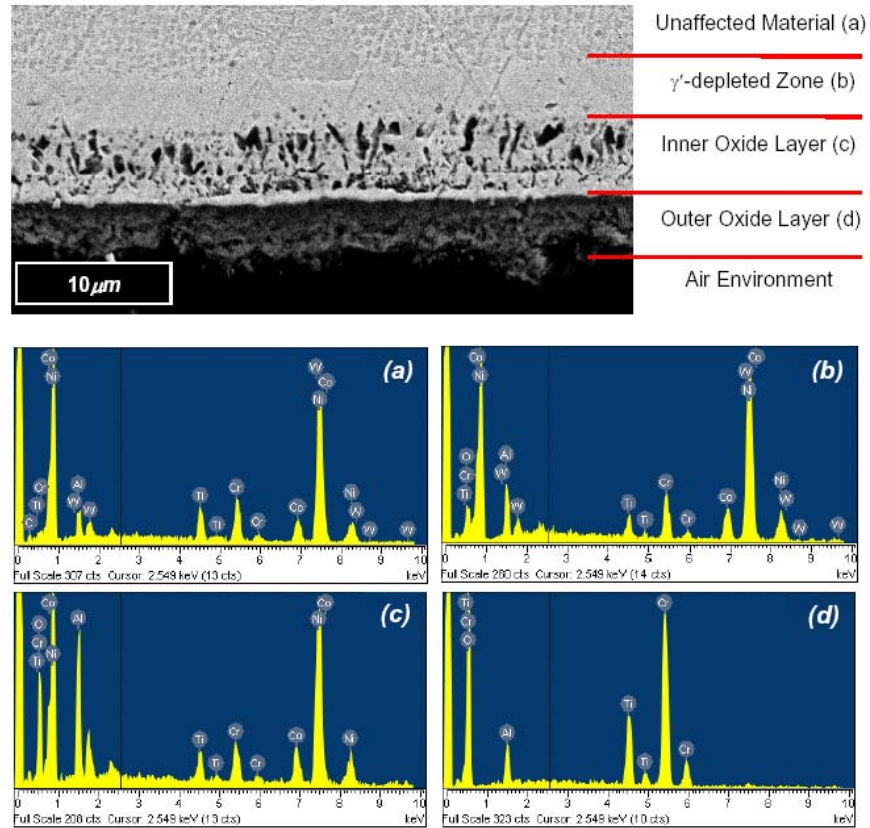 Unaffected Material (a)
γ'-depleted Zone (b)
Inner Oxide Layer (c)
Outer Oxide Layer (d)
Air Environment
10μm
(a)
Co
Ni
Cr
Ti
C
Al
W
W
Ti
Ti
Cr
Cr
Co
W
Co
Ni
Ni
W
W
W
0 1 2 3 4 5 6 7 8 9 10
Full Scale 307 cts Cursor: 2.549 keV (13 cts) keV
(b)
Co
Ni
O
Cr
Ti
Al
W
W
Ti
Ti
Cr
Cr
Co
Co
W
Ni
Ni
W
W
W
0 1 2 3 4 5 6 7 8 9 10
Full Scale 260 cts Cursor: 2.549 keV (14 cts) keV
(c)
Co
O
Cr
Ti
Ni
Al
Ti
Ti
Cr
Cr
Co
Co
Ni
Ni
0 1 2 3 4 5 6 7 8 9 10
Full Scale 208 cts Cursor: 2.549 keV (13 cts) keV
(d)
Ti
Cr
O
Al
Ti
Ti
Cr
Cr
0 1 2 3 4 5 6 7 8 9 10
Full Scale 323 cts Cursor: 2.549 keV (10 cts) keV